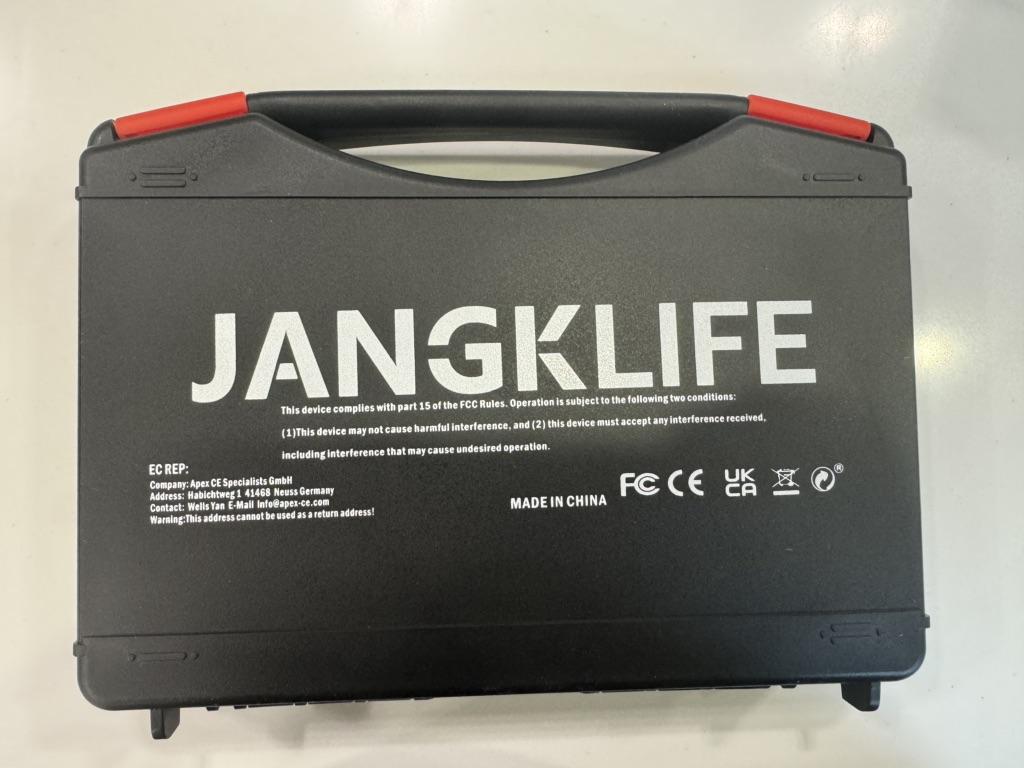 JANGKLIFE
This device complies with part 15 of the FCC Rules. Operation is subject to the following two conditions:
(1)This device may not cause harmful interference, and (2) this device must accept any interference received,
including interference that may cause undesired operation.
EC REP:
Company: Apex CE Specialists GmbH
Address: Habichtweg 1 41468 Neuss Germany
Contact: Wells Yan E-Mail info@apex-ce.com
Warning:This address cannot be used as a return address!
MADE IN CHINA
FC CE UK CA ®